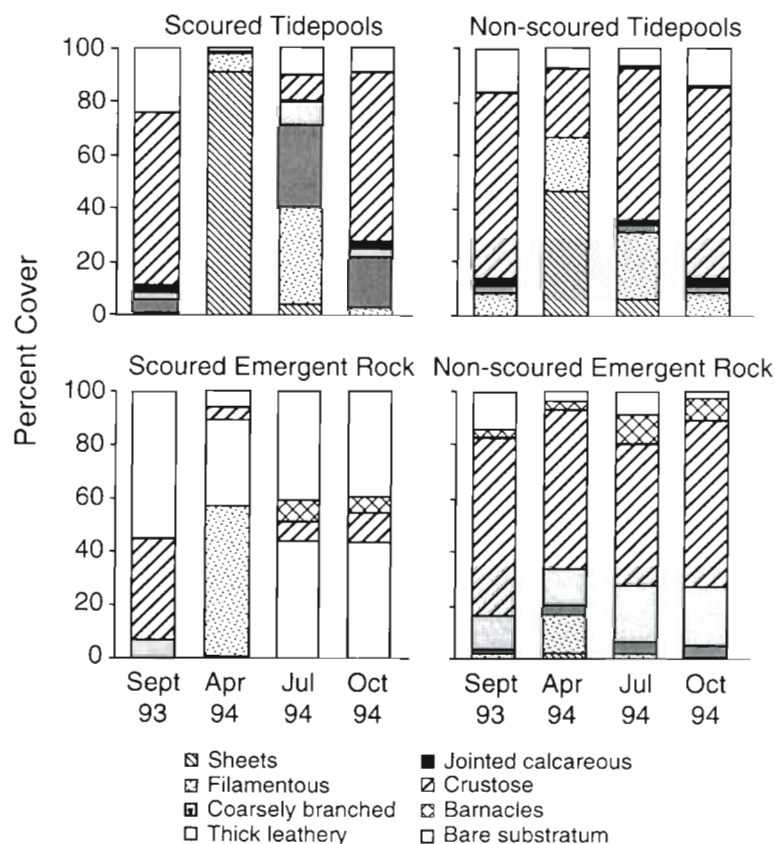 Scoured Tidepools
Non-scoured Tidepools
100
80
60
40
20
0
Percent Cover
Scoured Emergent Rock
Non-scoured Emergent Rock
100
80
60
40
20
0
Sept Apr Jul Oct Sept Apr Jul Oct
93 94 94 94 93 94 94 94
Sheets
Filamentous
Coarsely branched
Thick leathery
Jointed calcareous
Crustose
Barnacles
Bare substratum